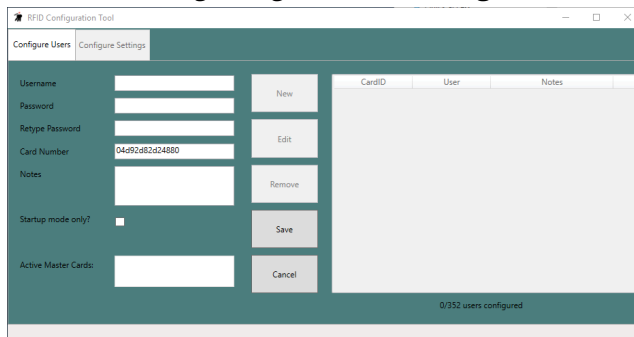 RFID Configuration Tool
Configure Users Configure Settings
Username
Password
Retype Password
Card Number 04d92d82d24880
Notes
Startup mode only?
Active Master Cards:
New
Edit
Remove
Save
Cancel
CardID User Notes
0/352 users configured